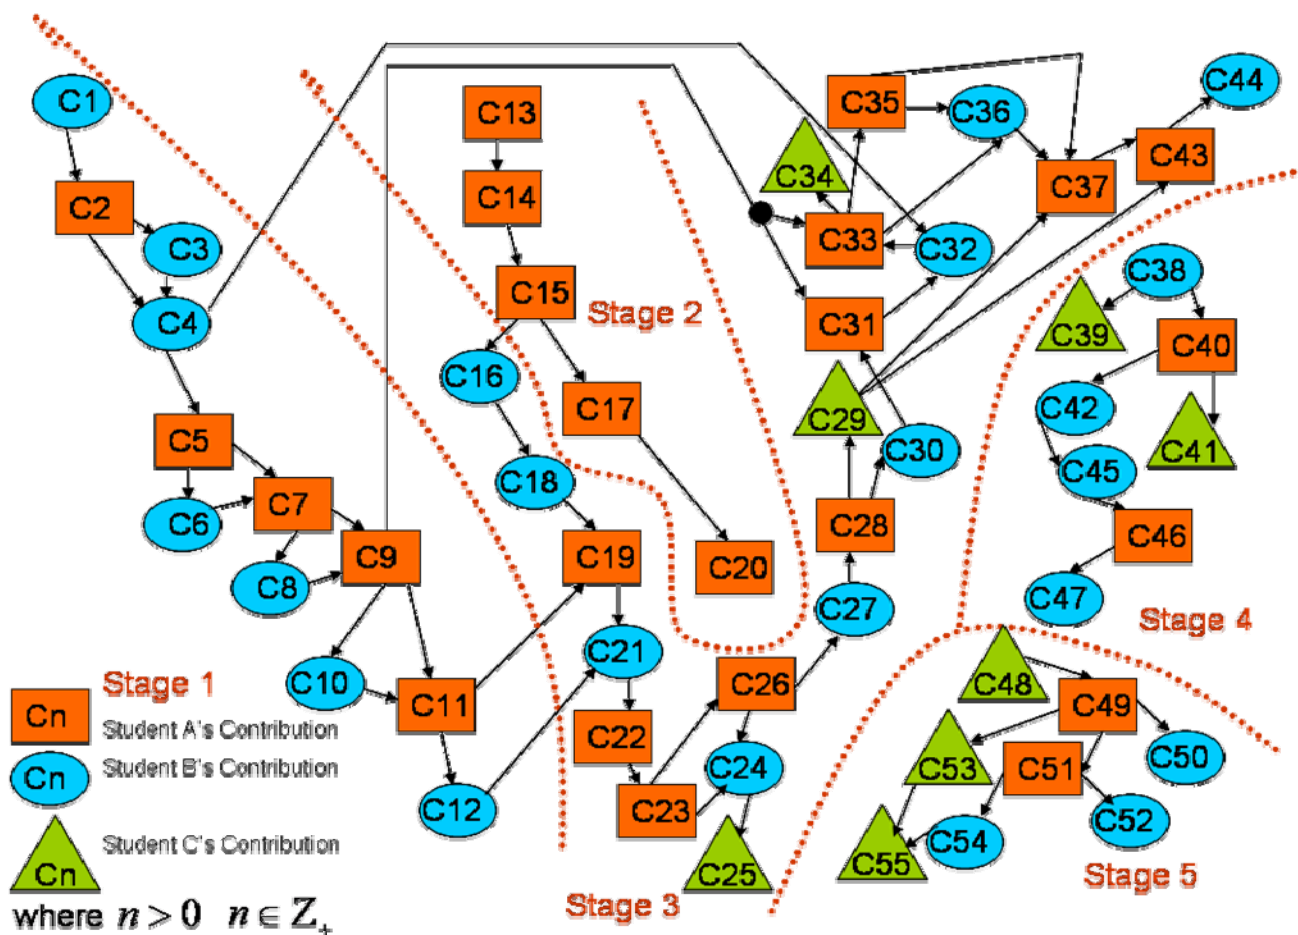 C1
C2
C3
C4
C5
C6
C7
C8
C9
C10
C11
C12
C13
C14
C15
C16
C17
C18
C19
C20
C21
C22
C23
C24
C25
C26
C27
C28
C29
C30
C31
C32
C33
C34
C35
C36
C37
C38
C39
C40
C41
C42
C43
C44
C45
C46
C47
C48
C49
C50
C51
C52
C53
C54
C55
Stage 1
Stage 2
Stage 3
Stage 4
Stage 5
Cn Student A's Contribution
Cn Student B's Contribution
Cn Student C's Contribution
where n > 0 n ∈ Z₊